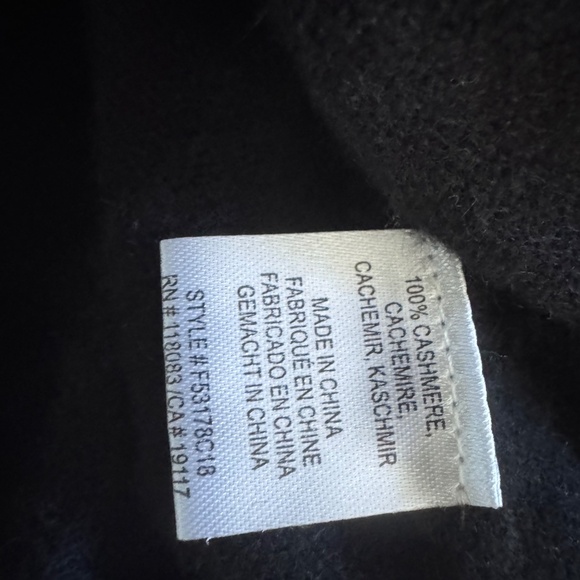 100% CASHMERE,
CACHEMIRE,
CACHEMIR, KASCHMIR
MADE IN CHINA
FABRIQUÉ EN CHINE
FABRICADO EN CHINA
GEMACHT IN CHINA
STYLE # F53178C18
RN # 118083 /CA# 19117